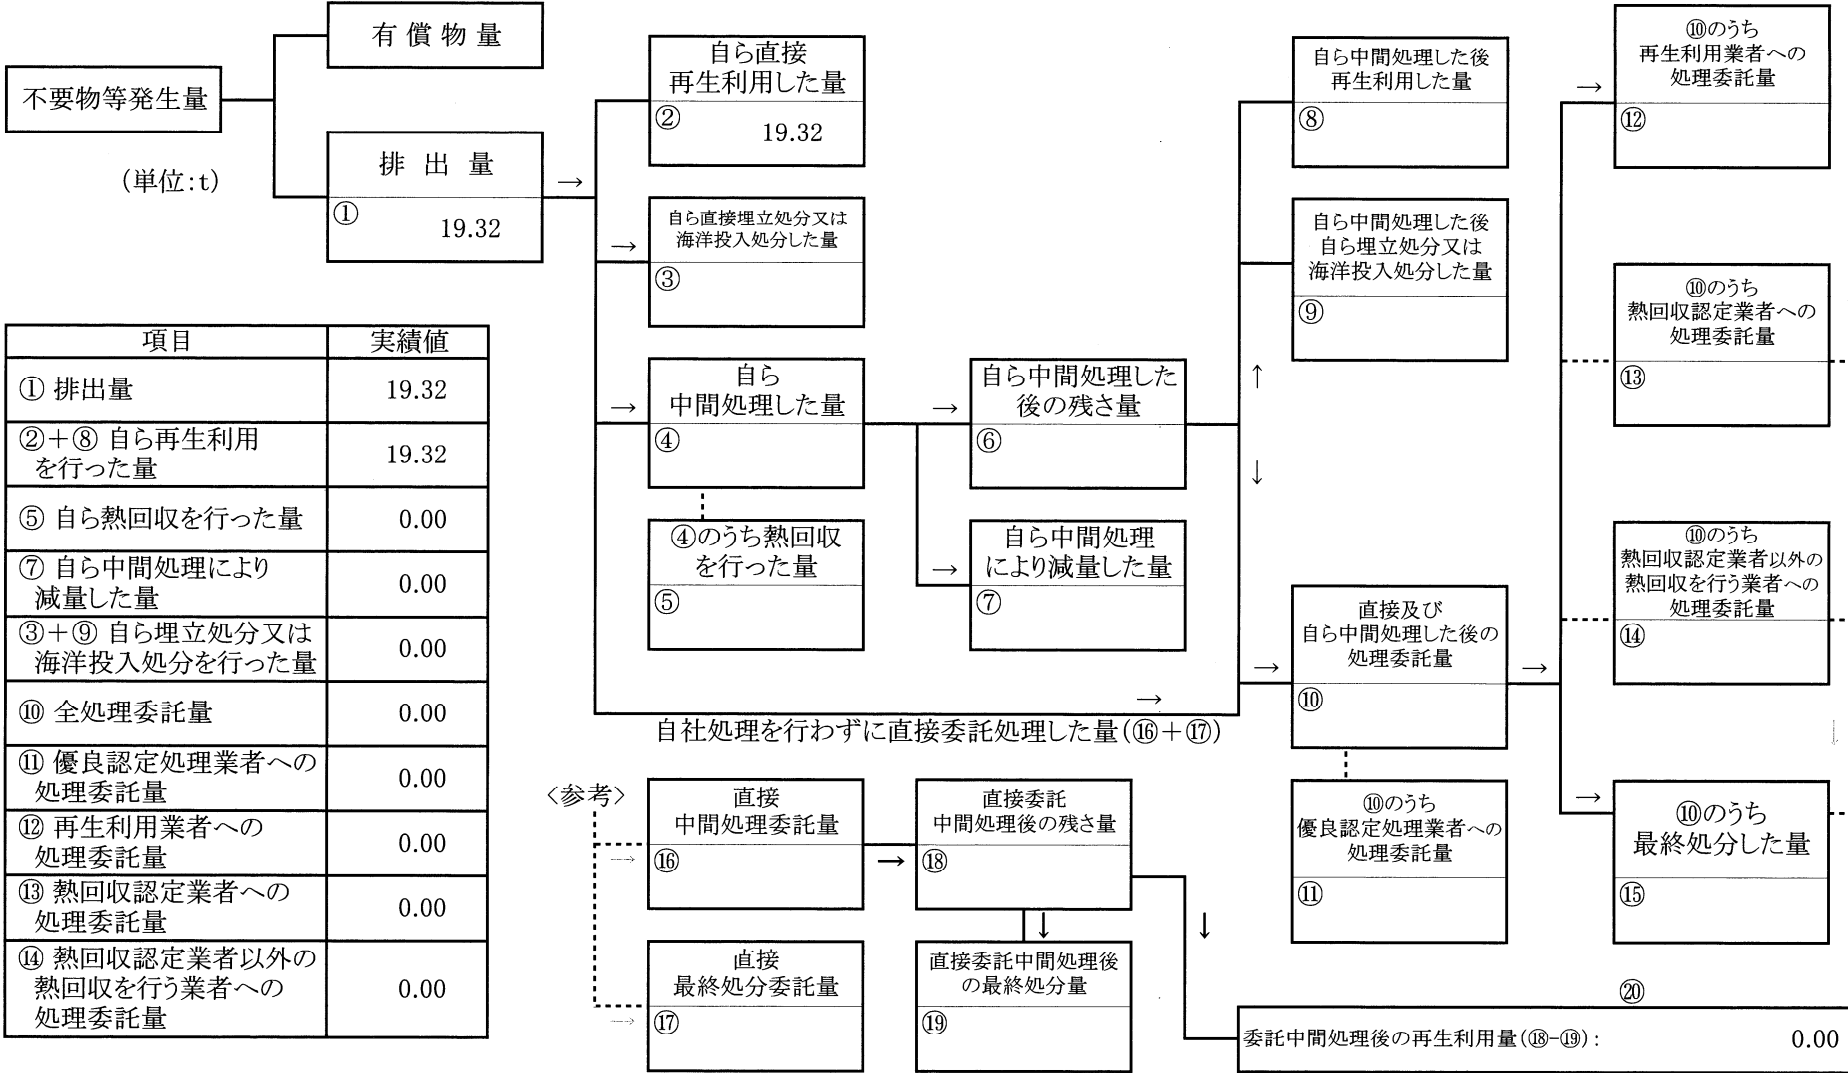 有 償 物 量
不要物等発生量
(単位:t)
排 出 量
①
19.32
→
自ら直接
再生利用した量
②
19.32
→
自ら直接埋立処分又は
海洋投入処分した量
③
→
自ら
中間処理した量
④
④のうち熱回収
を行った量
⑤
→
自ら中間処理した
後の残さ量
⑥
→
自ら中間処理
により減量した量
⑦
↑
↓
自ら中間処理した後
再生利用した量
⑧
自ら中間処理した後
自ら埋立処分又は
海洋投入処分した量
⑨
→
自社処理を行わずに直接委託処理した量(⑯+⑰)
→
直接及び
自ら中間処理した後の
処理委託量
⑩
→
⑩のうち
優良認定処理業者への
処理委託量
⑪
→
⑩のうち
再生利用業者への
処理委託量
⑫
⑩のうち
熱回収認定業者への
処理委託量
⑬
⑩のうち
熱回収認定業者以外の
熱回収を行う業者への
処理委託量
⑭
↓
→
⑩のうち
最終処分した量
⑮
項目 実績値
① 排出量 19.32
②+⑧ 自ら再生利用
を行った量 19.32
⑤ 自ら熱回収を行った量 0.00
⑦ 自ら中間処理により
減量した量 0.00
③+⑨ 自ら埋立処分又は
海洋投入処分を行った量 0.00
⑩ 全処理委託量 0.00
⑪ 優良認定処理業者への
処理委託量 0.00
⑫ 再生利用業者への
処理委託量 0.00
⑬ 熱回収認定業者への
処理委託量 0.00
⑭ 熱回収認定業者以外の
熱回収を行う業者への
処理委託量 0.00
〈参考〉
→
直接
中間処理委託量
⑯
→
直接委託
中間処理後の残さ量
⑱
↓
↓
→
直接
最終処分委託量
⑰
直接委託中間処理後
の最終処分量
⑲
⑳
委託中間処理後の再生利用量(⑱-⑲): 0.00